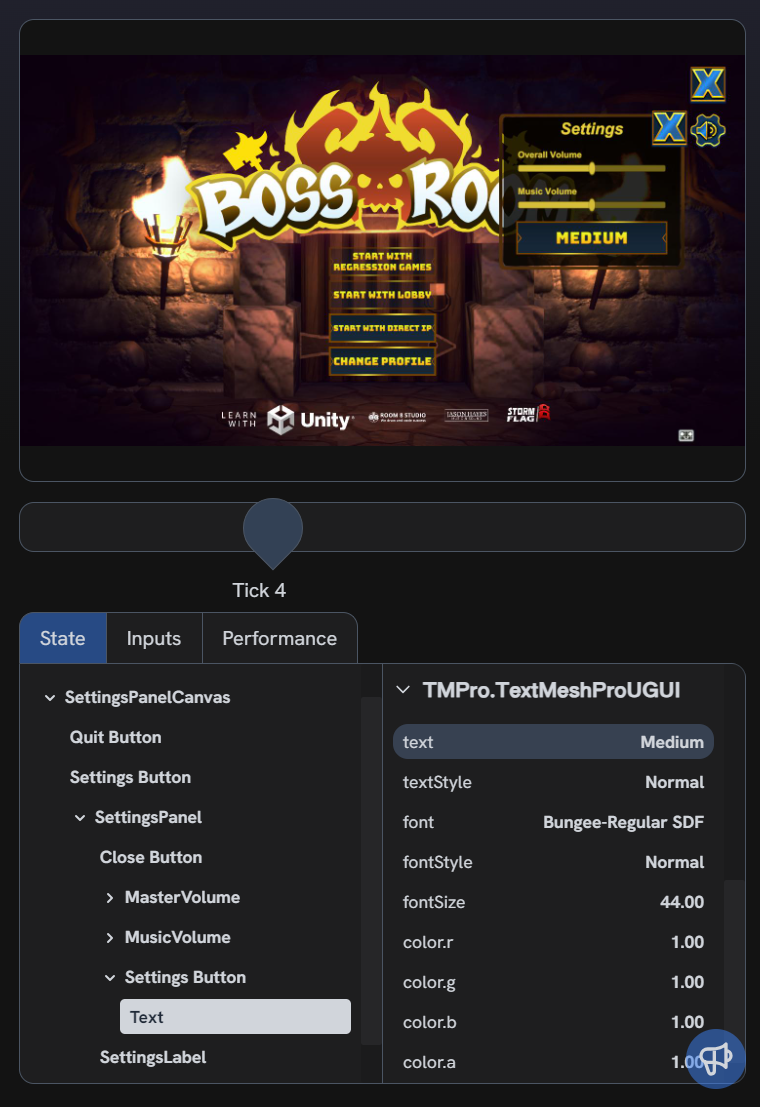 BOSS ROOM
Settings
Overall Volume
Music Volume
MEDIUM
START WITH
REGRESSION GAMES
START WITH LOBBY
START WITH DIRECT IP
CHANGE PROFILE
LEARN
WITH
Unity
ROOM 8 STUDIO
JASON HAYES
STORM
FLAG
Tick 4
State
Inputs
Performance
SettingsPanelCanvas
Quit Button
Settings Button
SettingsPanel
Close Button
MasterVolume
MusicVolume
Settings Button
Text
SettingsLabel
TMPro.TextMeshProUGUI
text Medium
textStyle Normal
font Bungee-Regular SDF
fontStyle Normal
fontSize 44.00
color.r 1.00
color.g 1.00
color.b 1.00
color.a 1.00